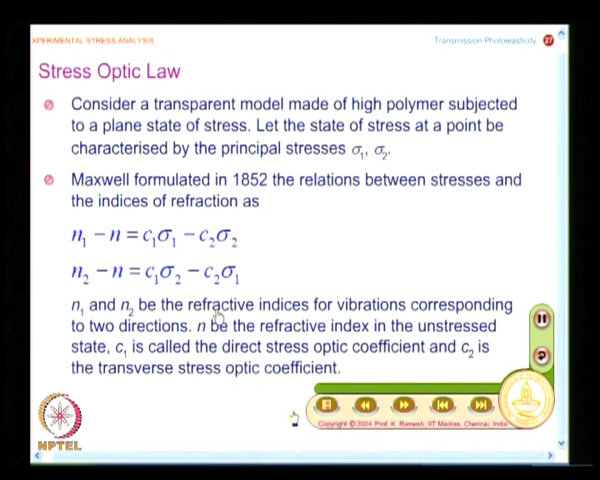 XPERIMENTAL STRESS ANALYSIS
Transmission Photoelasticity 27
Stress Optic Law
Consider a transparent model made of high polymer subjected
to a plane state of stress. Let the state of stress at a point be
characterised by the principal stresses σ₁, σ₂.
Maxwell formulated in 1852 the relations between stresses and
the indices of refraction as
n₁ − n = c₁σ₁ − c₂σ₂
n₂ − n = c₁σ₂ − c₂σ₁
n₁ and n₂ be the refractive indices for vibrations corresponding
to two directions. n be the refractive index in the unstressed
state, c₁ is called the direct stress optic coefficient and c₂ is
the transverse stress optic coefficient.
Copyright © 2004 Prof. K. Ramesh, IIT Madras, Chennai, India
NPTEL